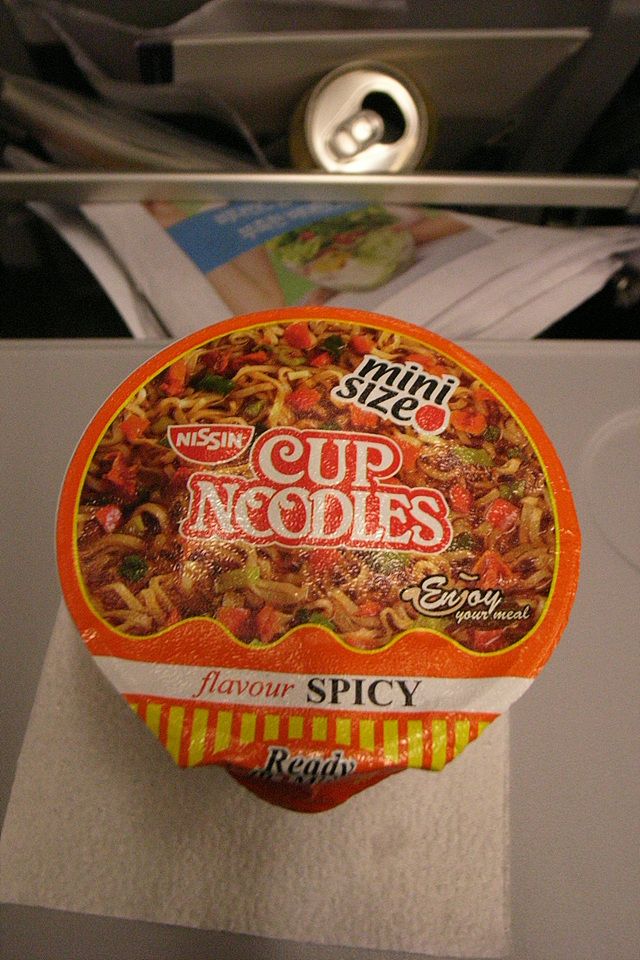 mini
size
NISSIN
CUP
NOODLES
Enjoy
your meal
flavour SPICY
Ready